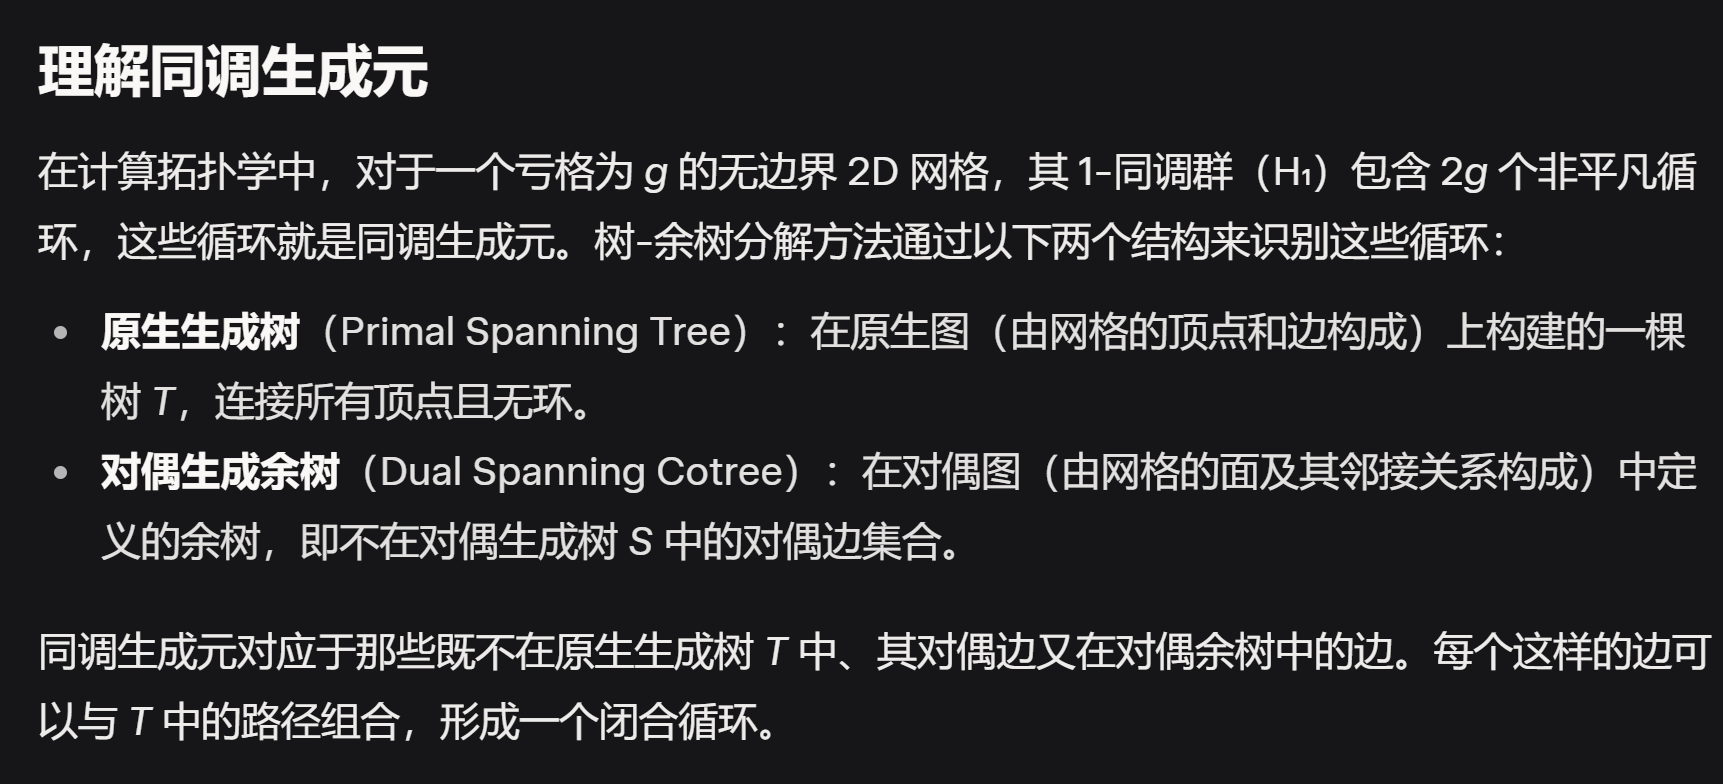 理解同调生成元
在计算拓扑学中，对于一个亏格为 g 的无边界 2D 网格，其 1-同调群（H₁）包含 2g 个非平凡循
环，这些循环就是同调生成元。树-余树分解方法通过以下两个结构来识别这些循环：
• 原生生成树（Primal Spanning Tree）：在原生图（由网格的顶点和边构成）上构建的一棵
树 T，连接所有顶点且无环。
• 对偶生成余树（Dual Spanning Cotree）：在对偶图（由网格的面及其邻接关系构成）中定
义的余树，即不在对偶生成树 S 中的对偶边集合。
同调生成元对应于那些既不在原生生成树 T 中、其对偶边又在对偶余树中的边。每个这样的边可
以与 T 中的路径组合，形成一个闭合循环。